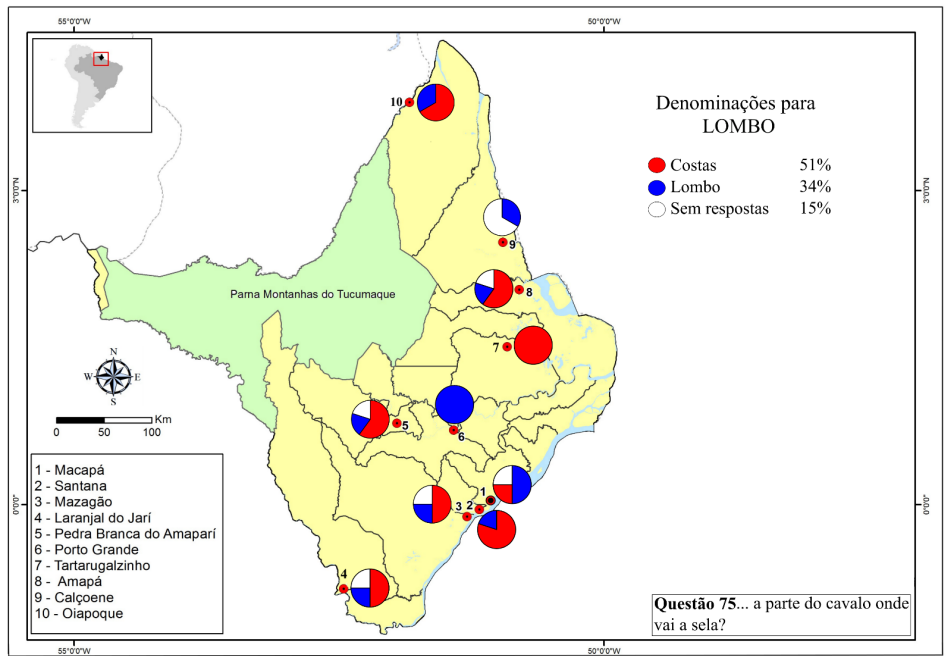 55°0'0"W
50°0'0"W
Denominações para
LOMBO
Costas 51%
Lombo 34%
Sem respostas 15%
3°0'0"N
3°0'0"N
10
9
8
Parna Montanhas do Tucumaque
7
N
W E
S
Km
0 50 100
5
6
1
2
3
4
0°0'0"
0°0'0"
1 - Macapá
2 - Santana
3 - Mazagão
4 - Laranjal do Jarí
5 - Pedra Branca do Amaparí
6 - Porto Grande
7 - Tartarugalzinho
8 - Amapá
9 - Calçoene
10 - Oiapoque
Questão 75... a parte do cavalo onde
vai a sela?
55°0'0"W
50°0'0"W